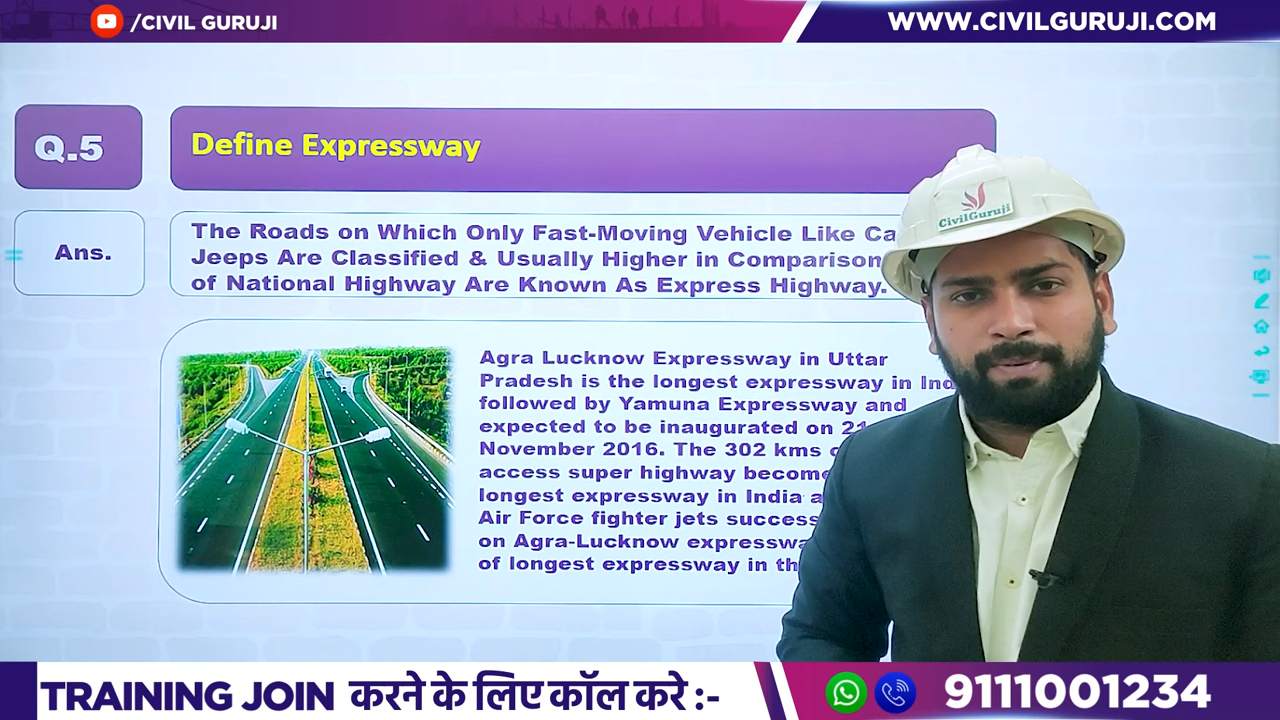 /CIVIL GURUJI
WWW.CIVILGURUJI.COM
Q.5
Define Expressway
CivilGuruji
Ans.
The Roads on Which Only Fast-Moving Vehicle Like
Jeeps Are Classified & Usually Higher in Comparison
of National Highway Are Known As Express Highway.
Agra Lucknow Expressway in Uttar
Pradesh is the longest expressway in
followed by Yamuna Expressway and
expected to be inaugurated on
November 2016. The 302 kms
access super highway
longest expressway in India
Air Force fighter jets
on Agra-Lucknow
of longest expressway in
TRAINING JOIN करने के लिए कॉल करे :-
9111001234